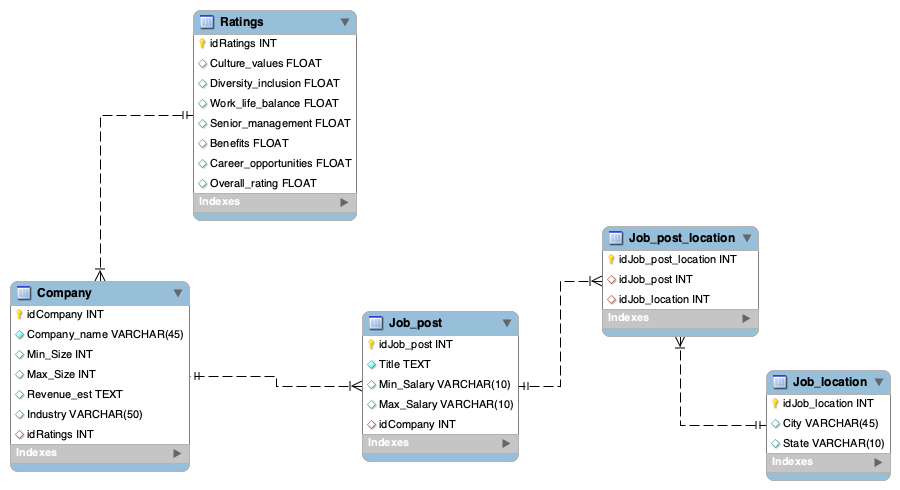 Ratings
idRatings INT
Culture_values FLOAT
Diversity_inclusion FLOAT
Work_life_balance FLOAT
Senior_management FLOAT
Benefits FLOAT
Career_opportunities FLOAT
Overall_rating FLOAT
Indexes
Company
idCompany INT
Company_name VARCHAR(45)
Min_Size INT
Max_Size INT
Revenue_est TEXT
Industry VARCHAR(50)
idRatings INT
Indexes
Job_post
idJob_post INT
Title TEXT
Min_Salary VARCHAR(10)
Max_Salary VARCHAR(10)
idCompany INT
Indexes
Job_post_location
idJob_post_location INT
idJob_post INT
idJob_location INT
Indexes
Job_location
idJob_location INT
City VARCHAR(45)
State VARCHAR(10)
Indexes